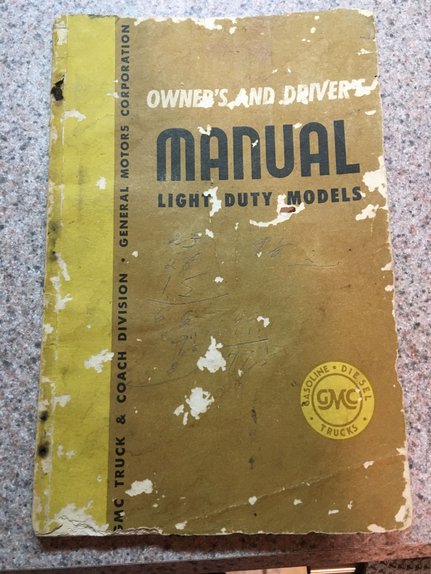 OWNER'S AND DRIVER'S
MANUAL
LIGHT DUTY MODELS
GMC TRUCK & COACH DIVISION • GENERAL MOTORS CORPORATION
GASOLINE • DIESEL
GMC
• TRUCKS •